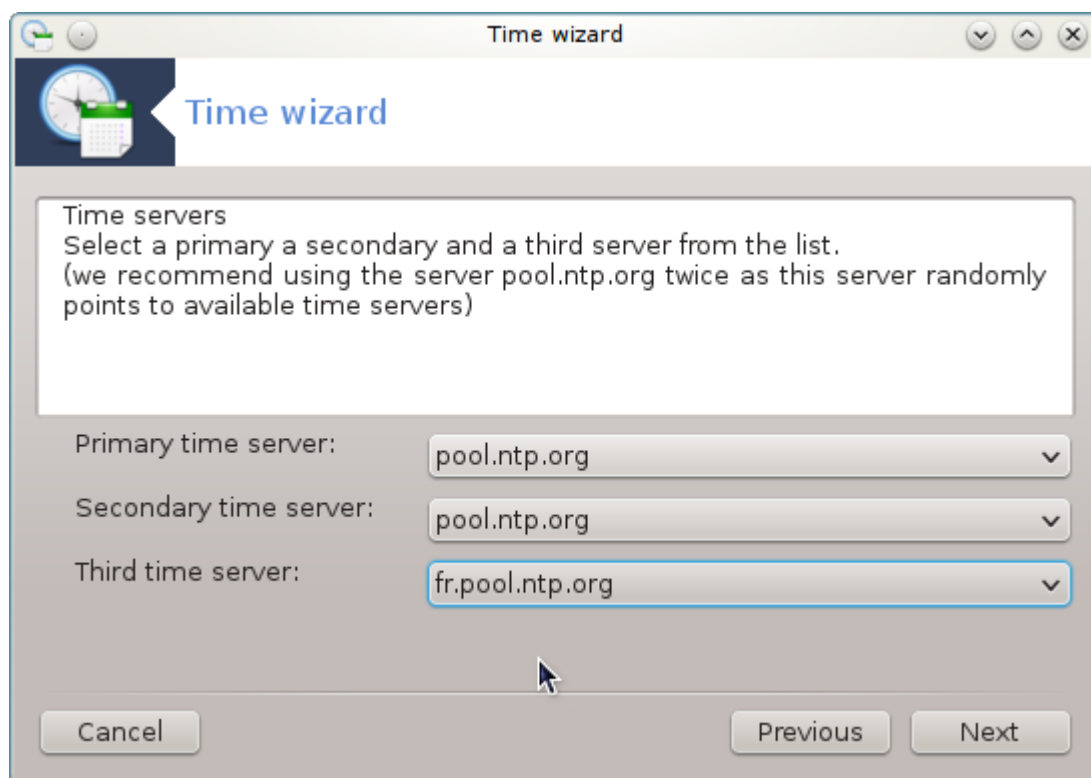 Time wizard
Time wizard
Time servers
Select a primary a secondary and a third server from the list.
(we recommend using the server pool.ntp.org twice as this server randomly
points to available time servers)
Primary time server:
pool.ntp.org
Secondary time server:
pool.ntp.org
Third time server:
fr.pool.ntp.org
Cancel
Previous
Next